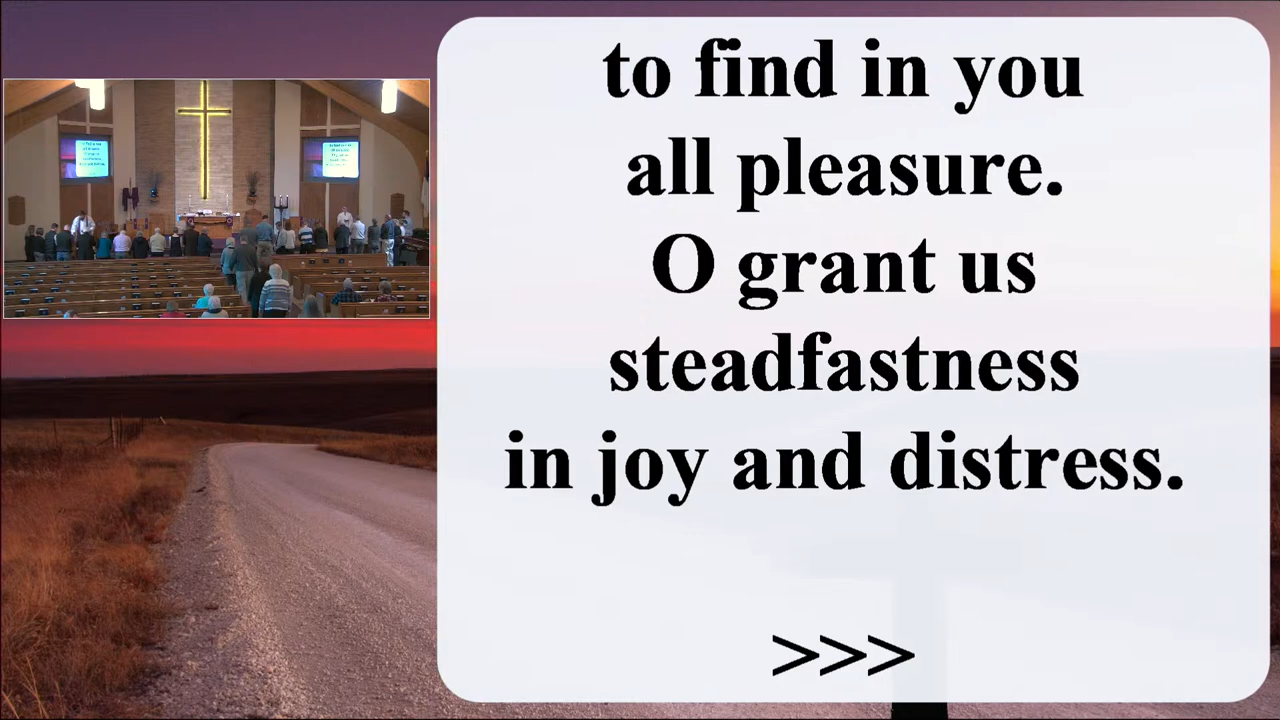 to find in you
all pleasure.
O grant us
steadfastness
in joy and distress.
>>>